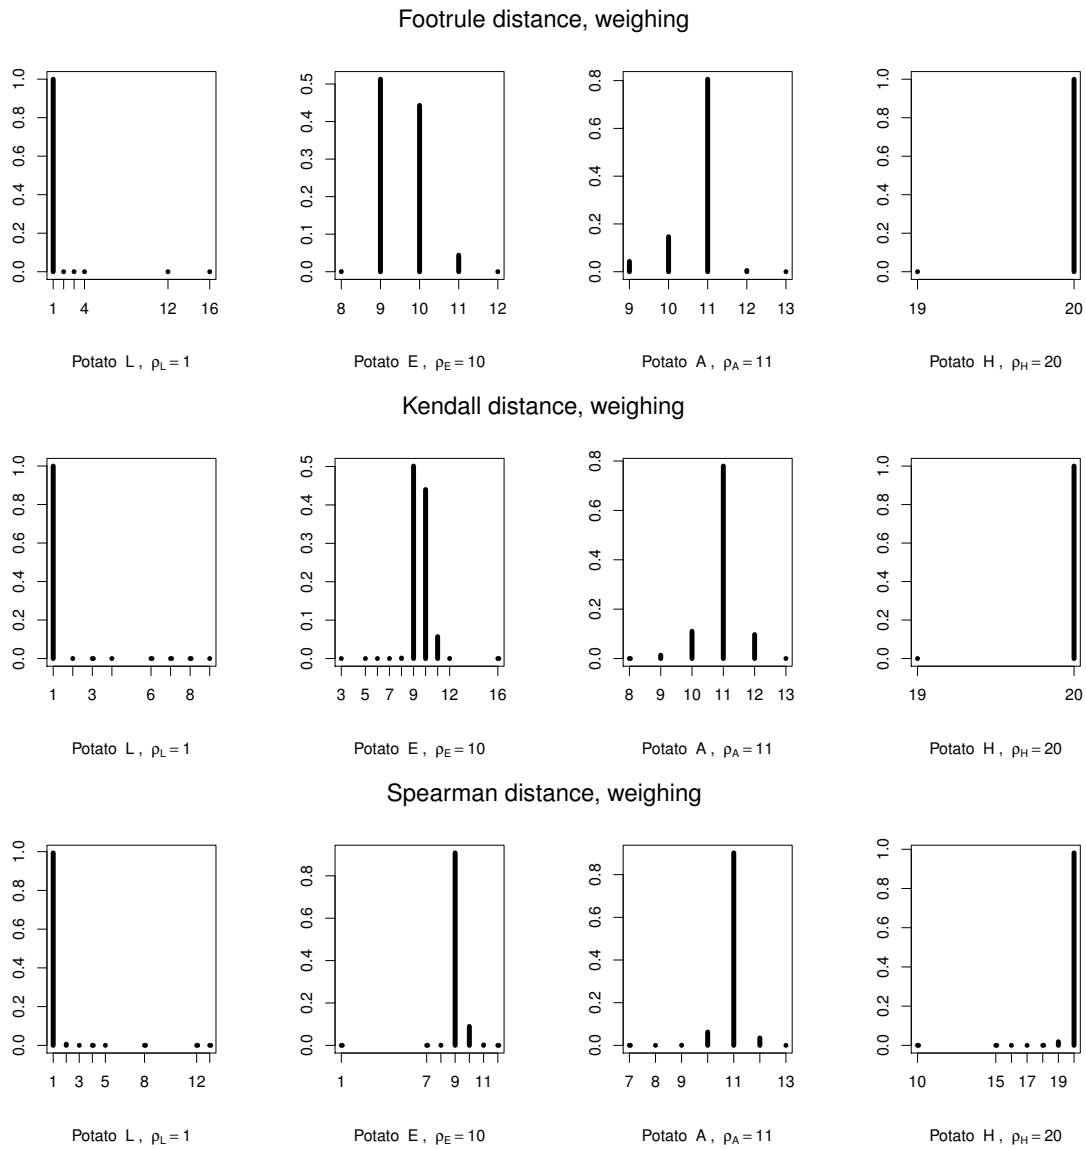 Footrule distance, weighing
0.0 0.2 0.4 0.6 0.8 1.0
1 4 12 16
Potato L , ρL = 1
0.0 0.1 0.2 0.3 0.4 0.5
8 9 10 11 12
Potato E , ρE = 10
0.0 0.2 0.4 0.6 0.8
9 10 11 12 13
Potato A , ρA = 11
0.0 0.2 0.4 0.6 0.8 1.0
19 20
Potato H , ρH = 20
Kendall distance, weighing
0.0 0.2 0.4 0.6 0.8 1.0
1 3 6 8
Potato L , ρL = 1
0.0 0.1 0.2 0.3 0.4 0.5
3 5 7 9 12 16
Potato E , ρE = 10
0.0 0.2 0.4 0.6 0.8
8 9 10 11 12 13
Potato A , ρA = 11
0.0 0.2 0.4 0.6 0.8 1.0
19 20
Potato H , ρH = 20
Spearman distance, weighing
0.0 0.2 0.4 0.6 0.8 1.0
1 3 5 8 12
Potato L , ρL = 1
0.0 0.2 0.4 0.6 0.8
1 7 9 11
Potato E , ρE = 10
0.0 0.2 0.4 0.6 0.8
7 8 9 11 13
Potato A , ρA = 11
0.0 0.2 0.4 0.6 0.8 1.0
10 15 17 19
Potato H , ρH = 20